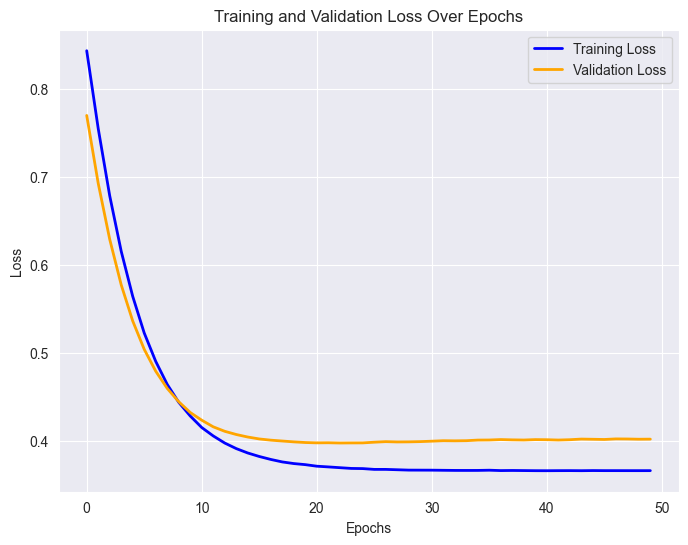 Training and Validation Loss Over Epochs
Training Loss
Validation Loss
0.8
0.7
0.6
0.5
0.4
Loss
0
10
20
30
40
50
Epochs